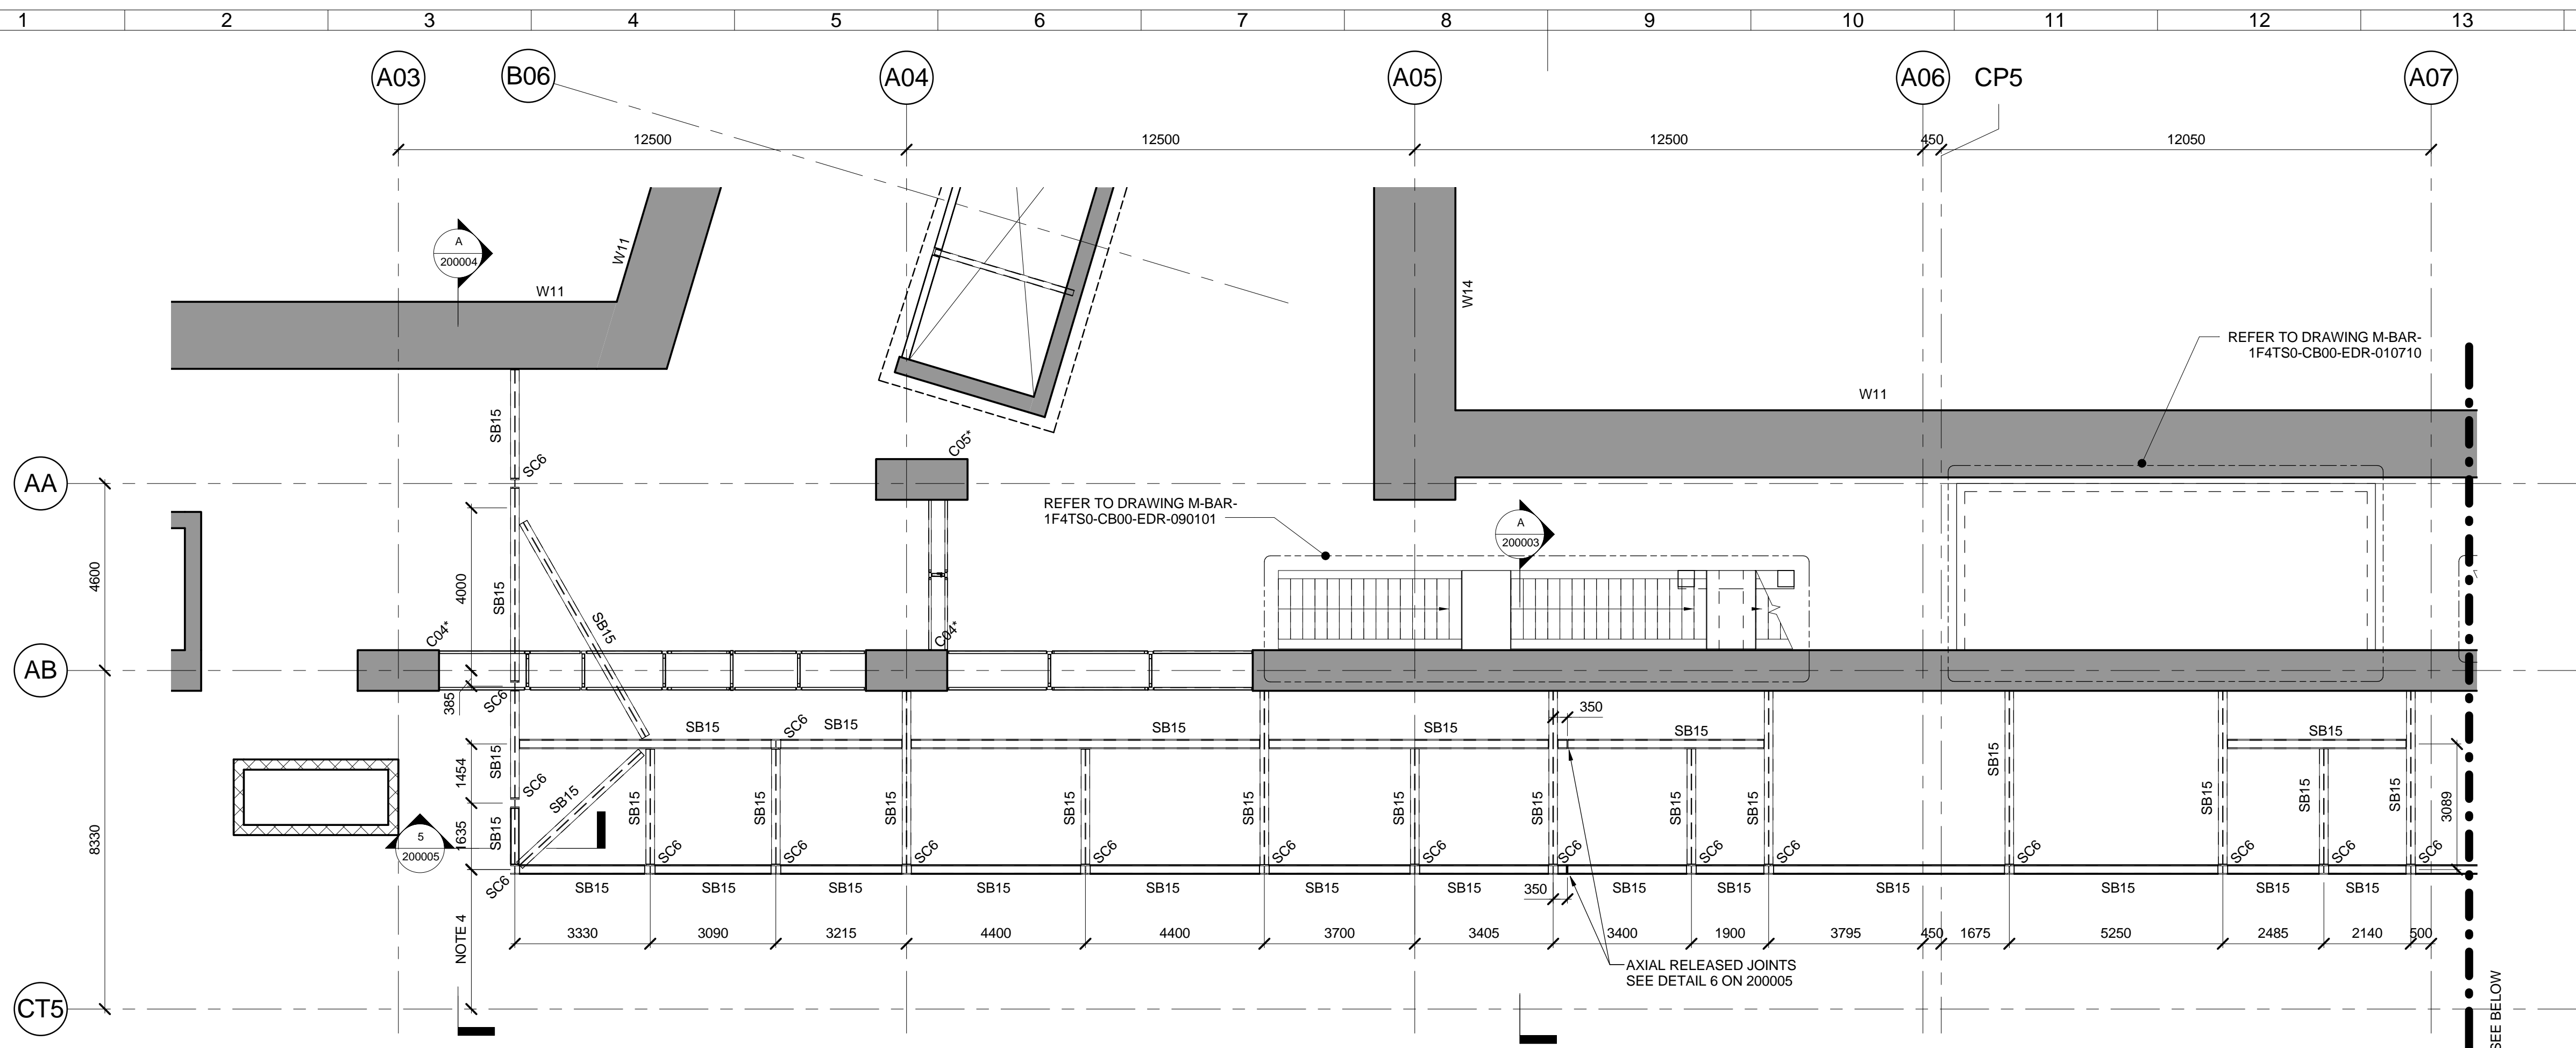 1 2 3 4 5 6 7 8 9 10 11 12 13
A03 B06 A04 A05 A06 CP5 A07
12500 12500 12500 450 12050
A
200004
W11
W11
W14
REFER TO DRAWING M-BAR-
1F4TS0-CB00-EDR-010710
W11
SB15
SC6
C05*
AA
REFER TO DRAWING M-BAR-
1F4TS0-CB00-EDR-090101
A
200003
4600
4000
SB15
SB15
C04*
C04*
AB
385
SC6
SB15
SC6
SB15
SB15
SB15
350
SB15
SB15
1454
SB15
SC6
SB15
SB15
SB15
SB15
SB15
SB15
SB15
SB15
SB15
SB15
SB15
SB15
SB15
SB15
3089
8330
5
200005
1635
SB15
SC6
SC6
SC6
SC6
SC6
SC6
SC6
SC6
SC6
SC6
SC6
SC6
SC6
SC6
SB15 SB15 SB15 SB15 SB15 SB15 SB15 350 SB15 SB15 SB15 SB15 SB15 SB15
NOTE 4
3330 3090 3215 4400 4400 3700 3405 3400 1900 3795 450 1675 5250 2485 2140 500
AXIAL RELEASED JOINTS
SEE DETAIL 6 ON 200005
CT5
SEE BELOW